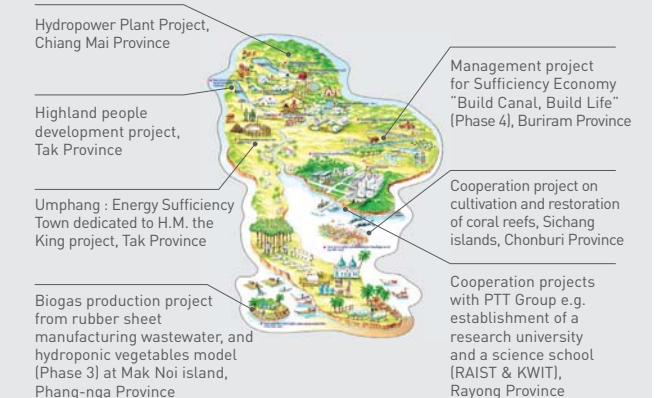 Hydropower Plant Project,
Chiang Mai Province
Highland people
development project,
Tak Province
Umphang : Energy Sufficiency
Town dedicated to H.M. the
King project, Tak Province
Biogas production project
from rubber sheet
manufacturing wastewater, and
hydroponic vegetables model
(Phase 3) at Mak Noi island,
Phang-nga Province
Management project
for Sufficiency Economy
"Build Canal, Build Life"
(Phase 4), Buriram Province
Cooperation project on
cultivation and restoration
of coral reefs, Sichang
islands, Chonburi Province
Cooperation projects
with PTT Group e.g.
establishment of a
research university
and a science school
(RAIST & KWIT),
Rayong Province